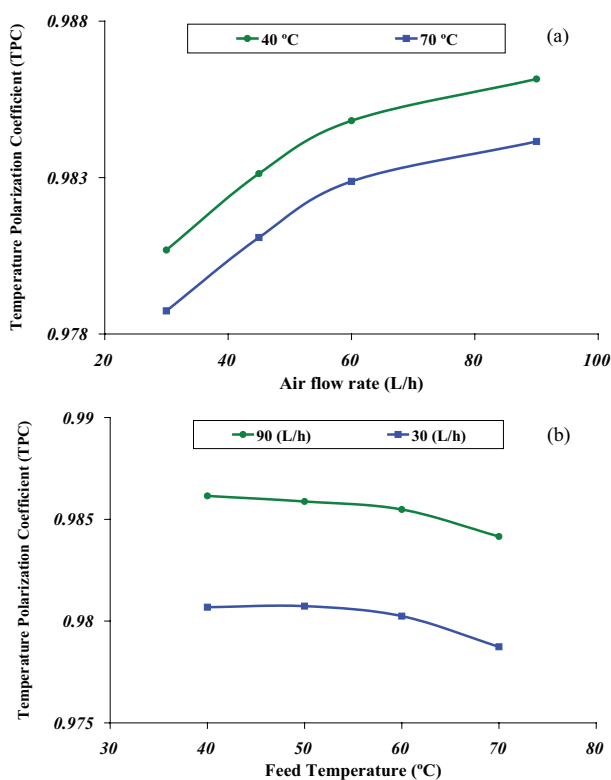 (a)
40 ºC
70 ºC
0.988
0.983
0.978
Temperature Polarization Coefficient (TPC)
20
40
60
80
100
Air flow rate (L/h)
(b)
90 (L/h)
30 (L/h)
0.99
0.985
0.98
0.975
Temperature Polarization Coefficient (TPC)
30
40
50
60
70
80
Feed Temperature (ºC)